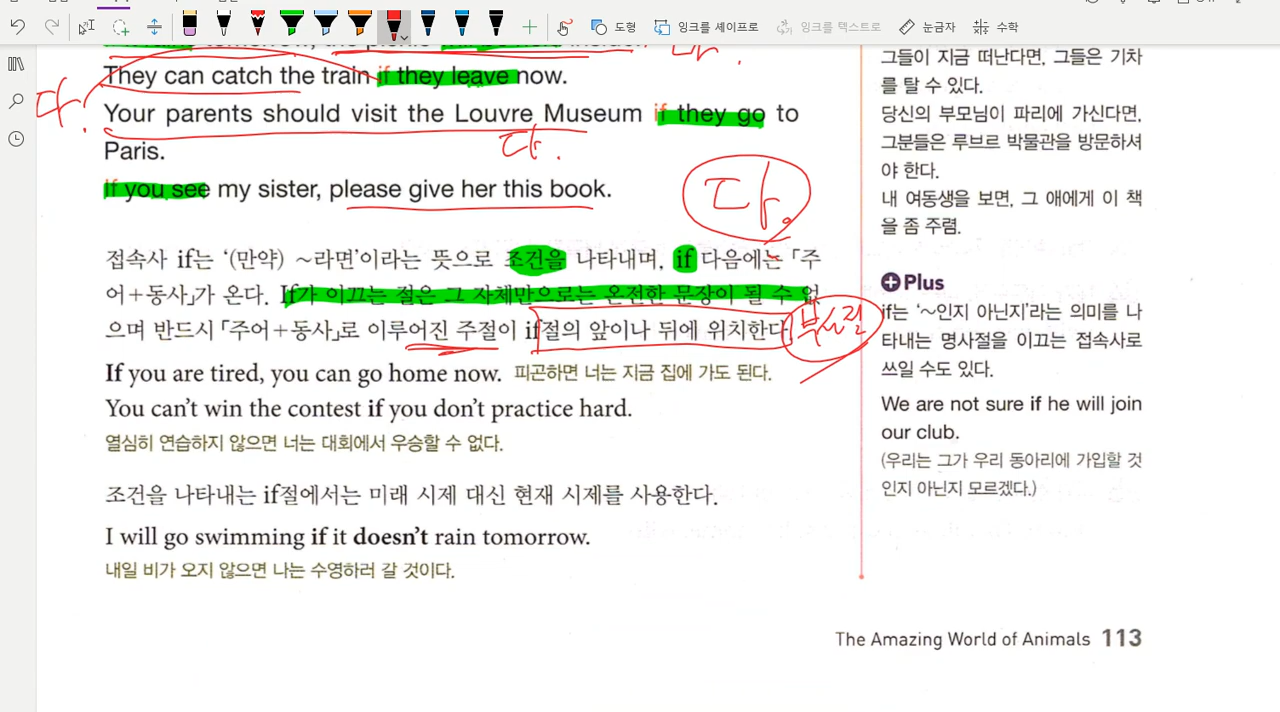 도형
잉크를 셰이프로
잉크를 텍스트로
눈금자
수학
They can catch the train if they leave now.
다.
Your parents should visit the Louvre Museum if they go to
Paris.
다.
If you see my sister, please give her this book.
다.
접속사 if는 ‘(만약) ~라면’이라는 뜻으로 조건을 나타내며, if 다음에는 「주
어+동사」가 온다. If가 이끄는 절은 그 자체만으로는 온전한 문장이 될 수 없
으며 반드시 「주어+동사」로 이루어진 주절이 if절의 앞이나 뒤에 위치한다.
If you are tired, you can go home now. 피곤하면 너는 지금 집에 가도 된다.
You can’t win the contest if you don’t practice hard.
열심히 연습하지 않으면 너는 대회에서 우승할 수 없다.
조건을 나타내는 if절에서는 미래 시제 대신 현재 시제를 사용한다.
I will go swimming if it doesn’t rain tomorrow.
내일 비가 오지 않으면 나는 수영하러 갈 것이다.
그들이 지금 떠난다면, 그들은 기차
를 탈 수 있다.
당신의 부모님이 파리에 가신다면,
그분들은 루브르 박물관을 방문하셔
야 한다.
내 여동생을 보면, 그 애에게 이 책
을 좀 주렴.
Plus
if는 ‘~인지 아닌지’라는 의미를 나
타내는 명사절을 이끄는 접속사로
쓰일 수도 있다.
We are not sure if he will join
our club.
(우리는 그가 우리 동아리에 가입할 것
인지 아닌지 모르겠다.)
The Amazing World of Animals 113